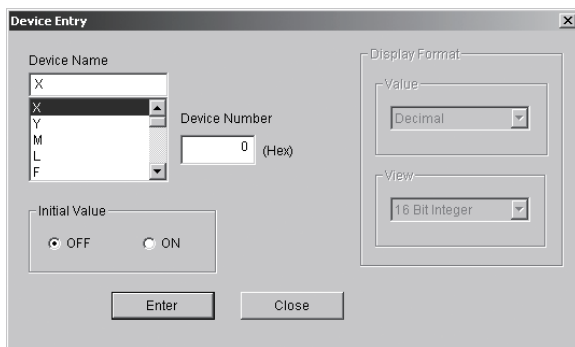 Device Entry
Device Name
X
X
Y
M
L
F
Device Number
0 (Hex)
Initial Value
OFF ON
Display Format
Value
Decimal
View
16 Bit Integer
Enter Close